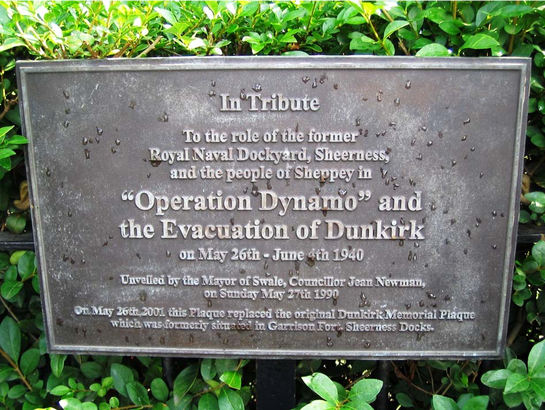 In Tribute
To the role of the former
Royal Naval Dockyard, Sheerness,
and the people of Sheppey in
“Operation Dynamo” and
the Evacuation of Dunkirk
on May 26th - June 4th 1940
Unveiled by the Mayor of Swale, Councillor Jean Newman,
on Sunday May 27th 1990
On May 26th 2001 this Plaque replaced the original Dunkirk Memorial Plaque
which was formerly situated in Garrison Fort, Sheerness Docks.